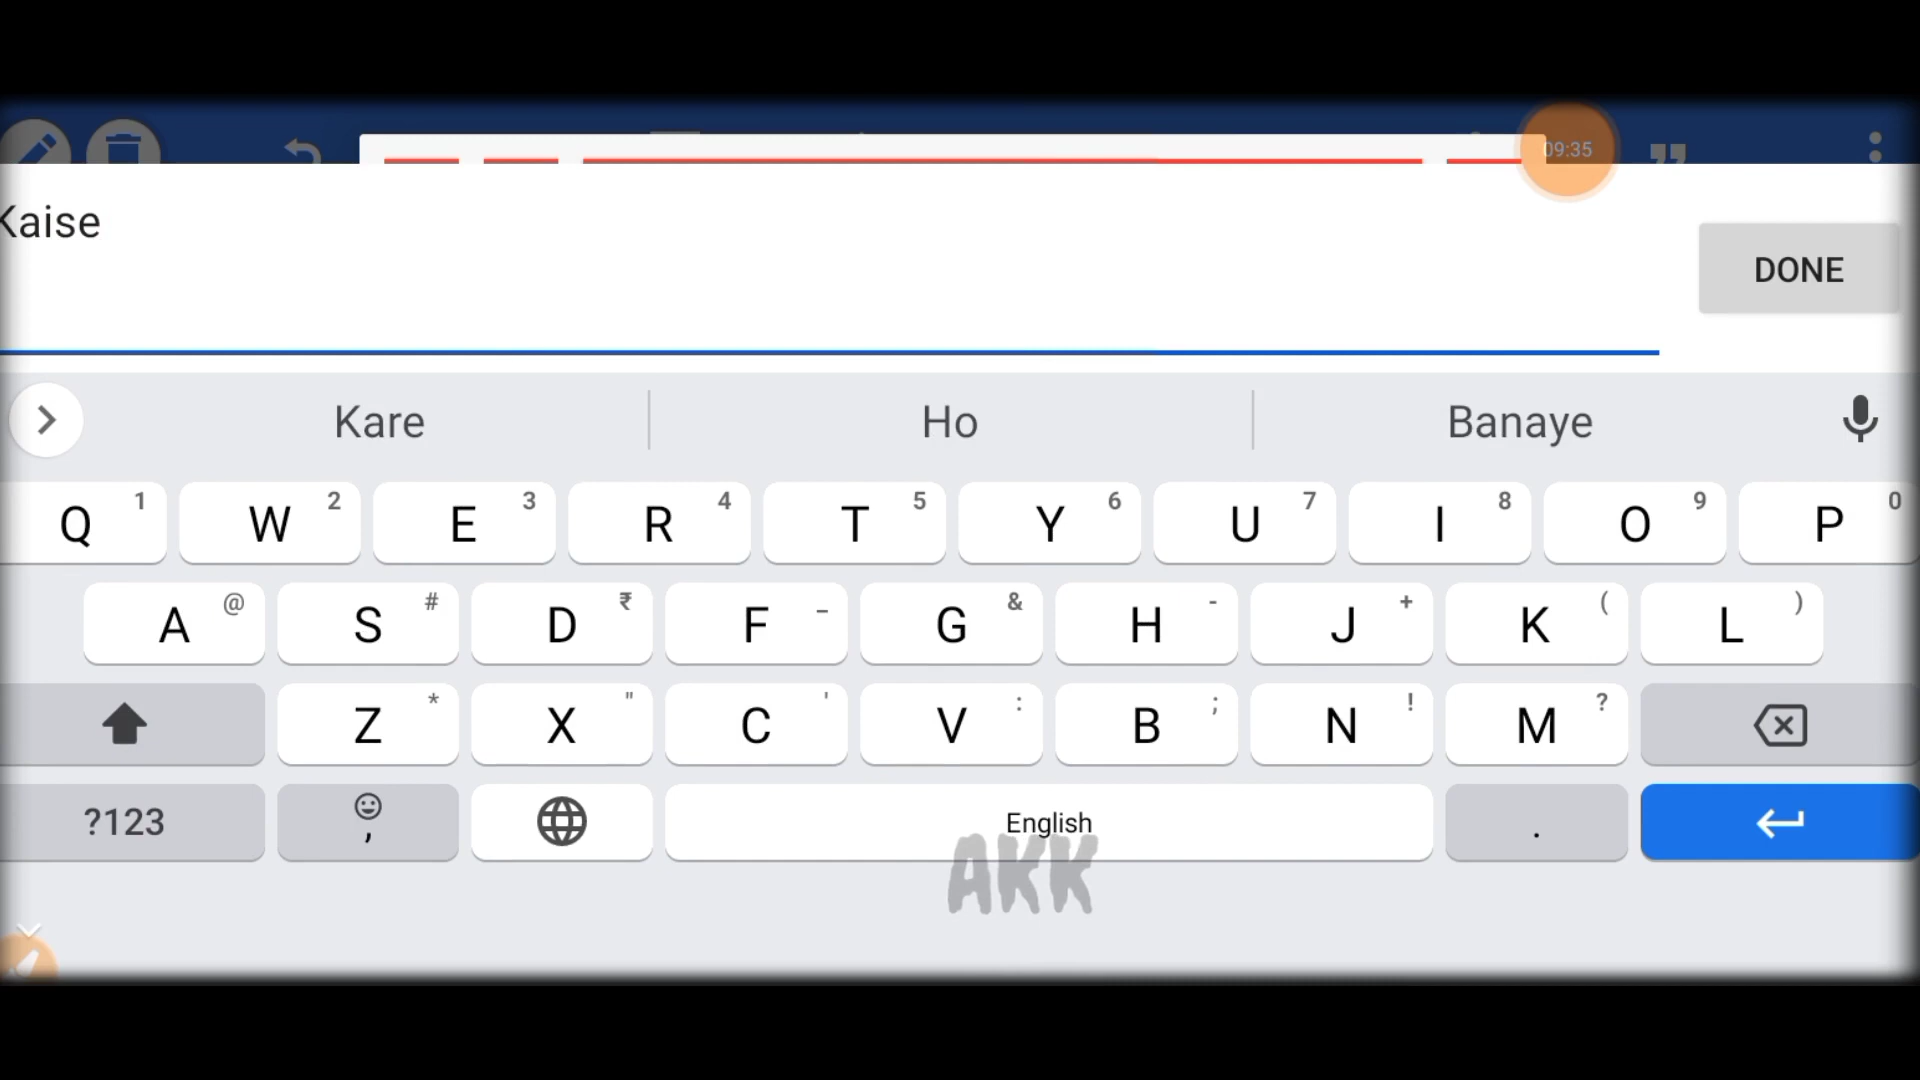 09:35
Kaise
DONE
Kare Ho Banaye
Q 1 W 2 E 3 R 4 T 5 Y 6 U 7 I 8 O 9 P 0
A @ S # D ₹ F _ G & H - J + K ( L )
Z * X " C ' V : B ; N ! M ?
?123 , English .
AKK